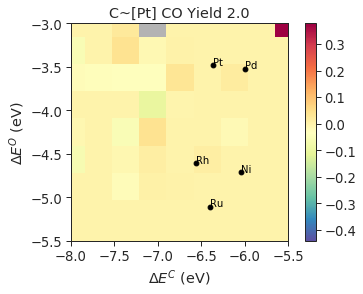 C~[Pt] CO Yield 2.0
−3.0
−3.5
−4.0
−4.5
−5.0
−5.5
ΔE^O (eV)
Pt
Pd
Rh
Ni
Ru
−8.0 −7.5 −7.0 −6.5 −6.0 −5.5
ΔE^C (eV)
0.3
0.2
0.1
0.0
−0.1
−0.2
−0.3
−0.4